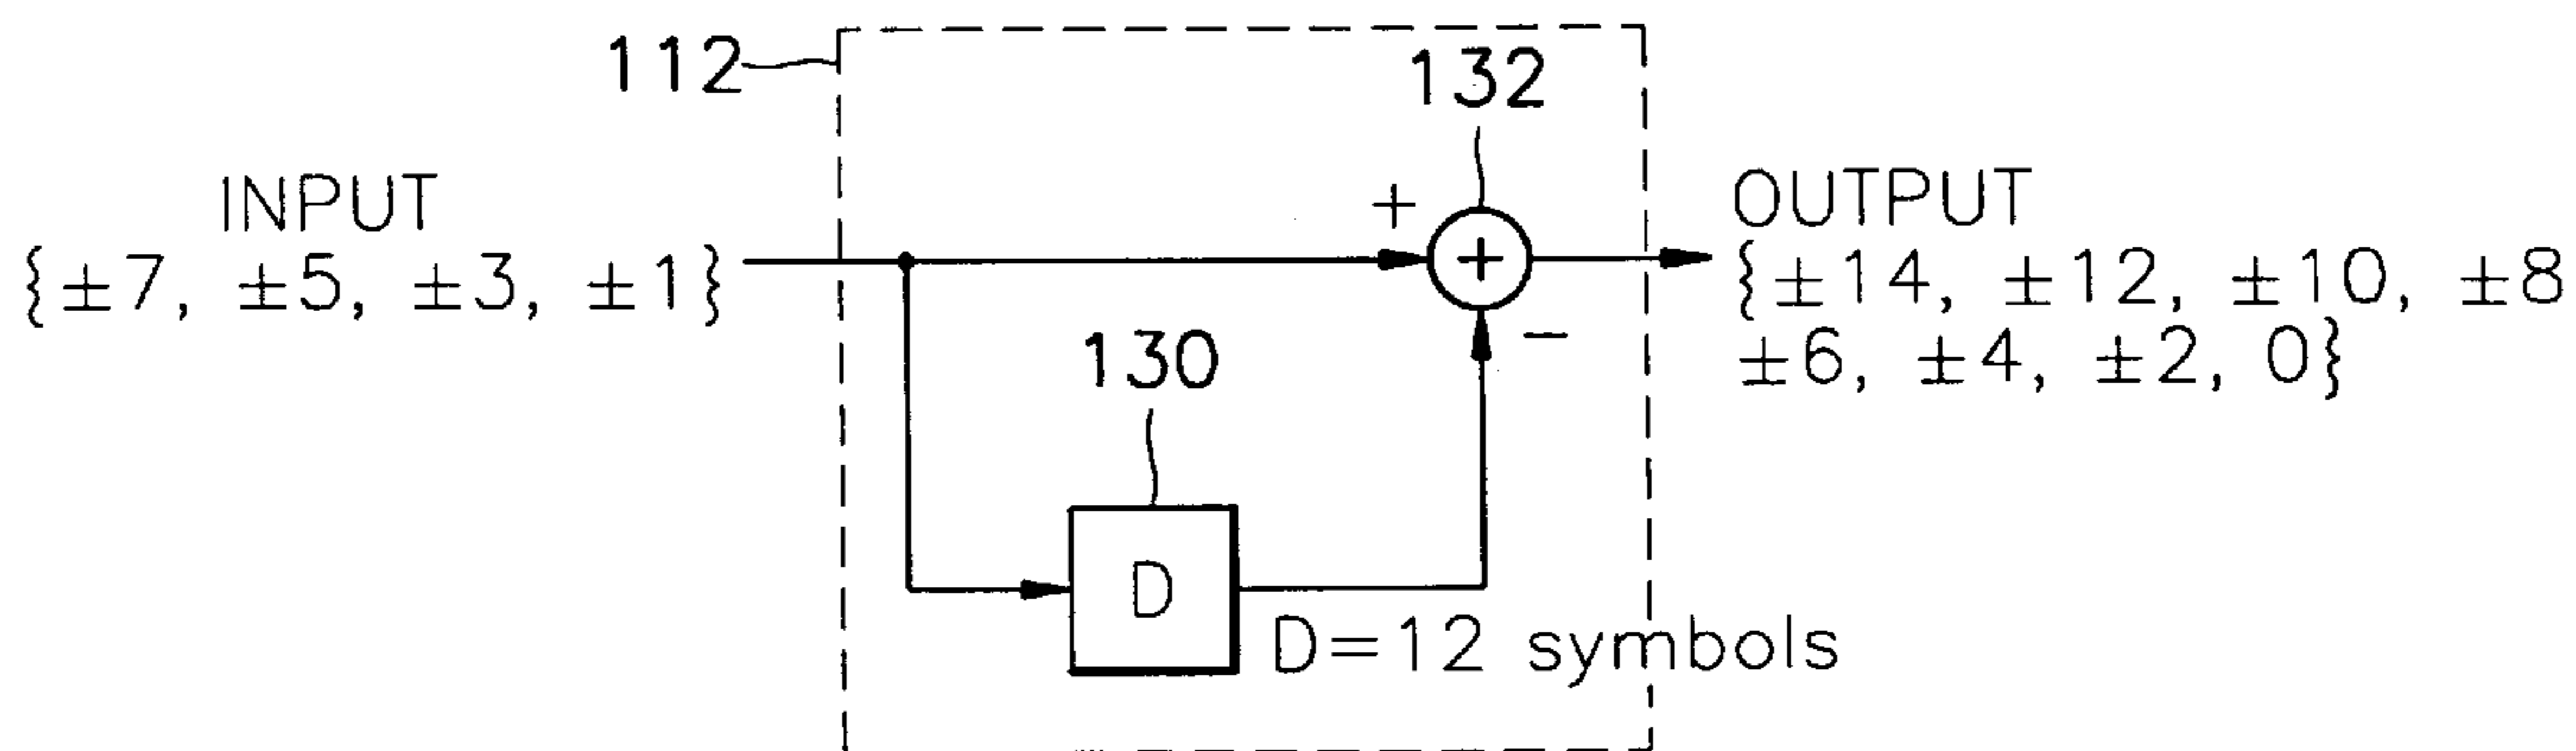 112
132
INPUT
{±7, ±5, ±3, ±1}
+
+
OUTPUT
{±14, ±12, ±10, ±8
±6, ±4, ±2, 0}
−
130
D
D=12 symbols